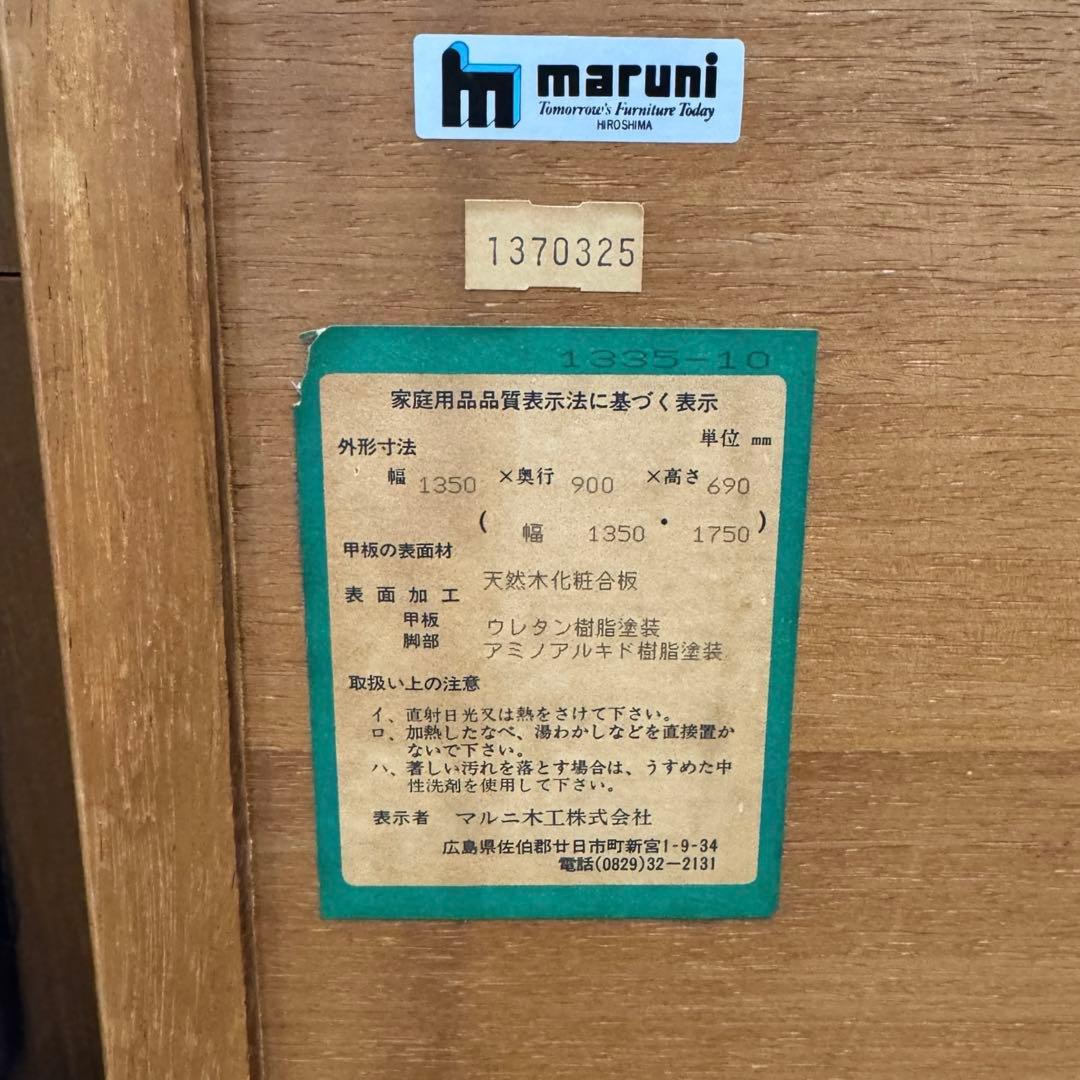 maruni
Tomorrow's Furniture Today
HIROSHIMA
1370325
1335-10
家庭用品品質表示法に基づく表示
外形寸法 単位 mm
幅 1350 ×奥行 900 ×高さ 690
( 幅 1350 ・ 1750 )
甲板の表面材
天然木化粧合板
表面加工
甲板 ウレタン樹脂塗装
脚部 アミノアルキド樹脂塗装
取扱い上の注意
イ、直射日光又は熱をさけて下さい。
ロ、加熱したなべ、湯わかしなどを直接置か
ないで下さい。
ハ、著しい汚れを落とす場合は、うすめた中
性洗剤を使用して下さい。
表示者 マルニ木工株式会社
広島県佐伯郡廿日市町新宮1-9-34
電話(0829)32-2131